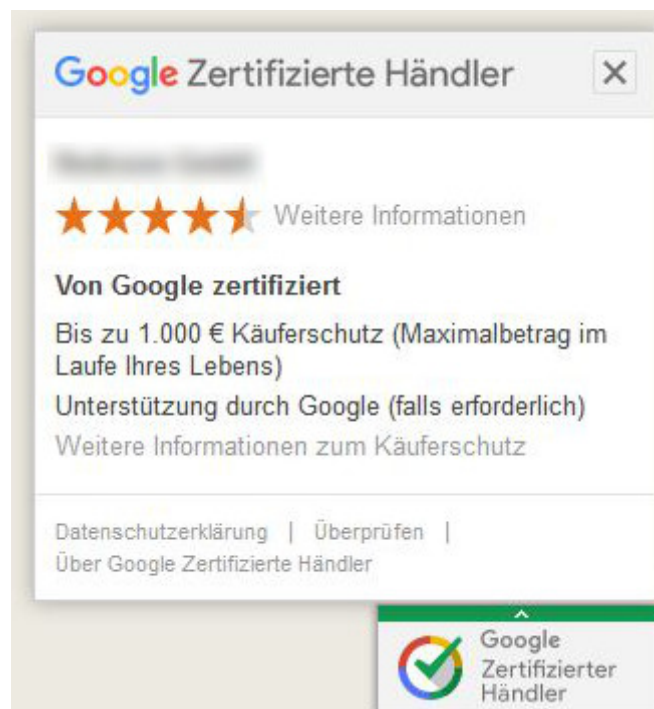 Google Zertifizierte Händler
Weitere Informationen
Von Google zertifiziert
Bis zu 1.000 € Käuferschutz (Maximalbetrag im
Laufe Ihres Lebens)
Unterstützung durch Google (falls erforderlich)
Weitere Informationen zum Käuferschutz
Datenschutzerklärung | Überprüfen |
Über Google Zertifizierte Händler
Google
Zertifizierter
Händler